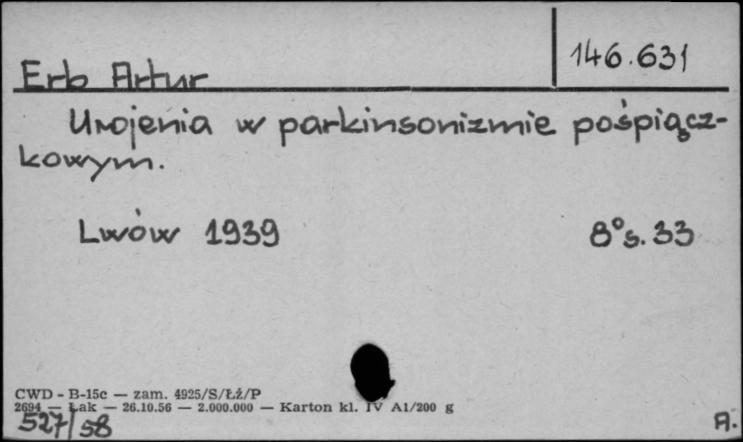 146.631
Erb Artur
Urojenia w parkinsonizmie pośpiącz-
kowym.
Lwów 1939 8° s. 33
CWD - B-15c — zam. 4925/S/Łź/P
2694 — Łak — 26.10.56 — 2.000.000 — Karton kl. IV A1/200 g
527/58 A.